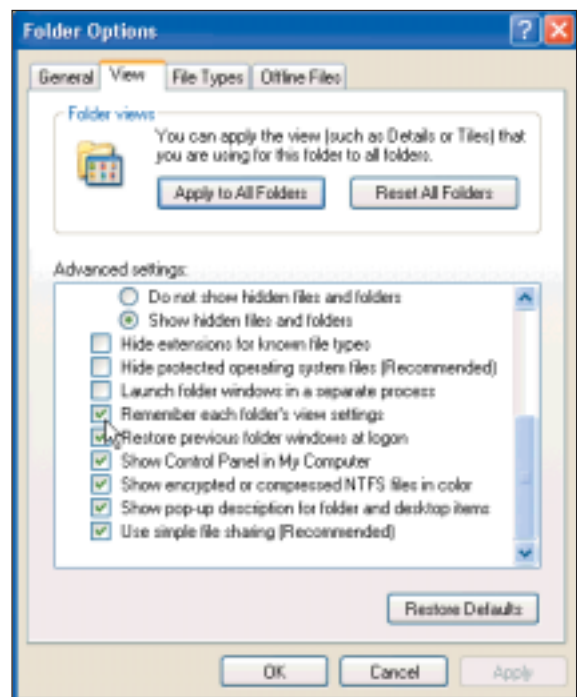 Folder Options
General View File Types Offline Files
Folder views
You can apply the view (such as Details or Tiles) that
you are using for this folder to all folders.
Apply to All Folders Reset All Folders
Advanced settings:
Do not show hidden files and folders
Show hidden files and folders
Hide extensions for known file types
Hide protected operating system files (Recommended)
Launch folder windows in a separate process
Remember each folder's view settings
Restore previous folder windows at logon
Show Control Panel in My Computer
Show encrypted or compressed NTFS files in color
Show pop-up description for folder and desktop items
Use simple file sharing (Recommended)
Restore Defaults
OK Cancel Apply